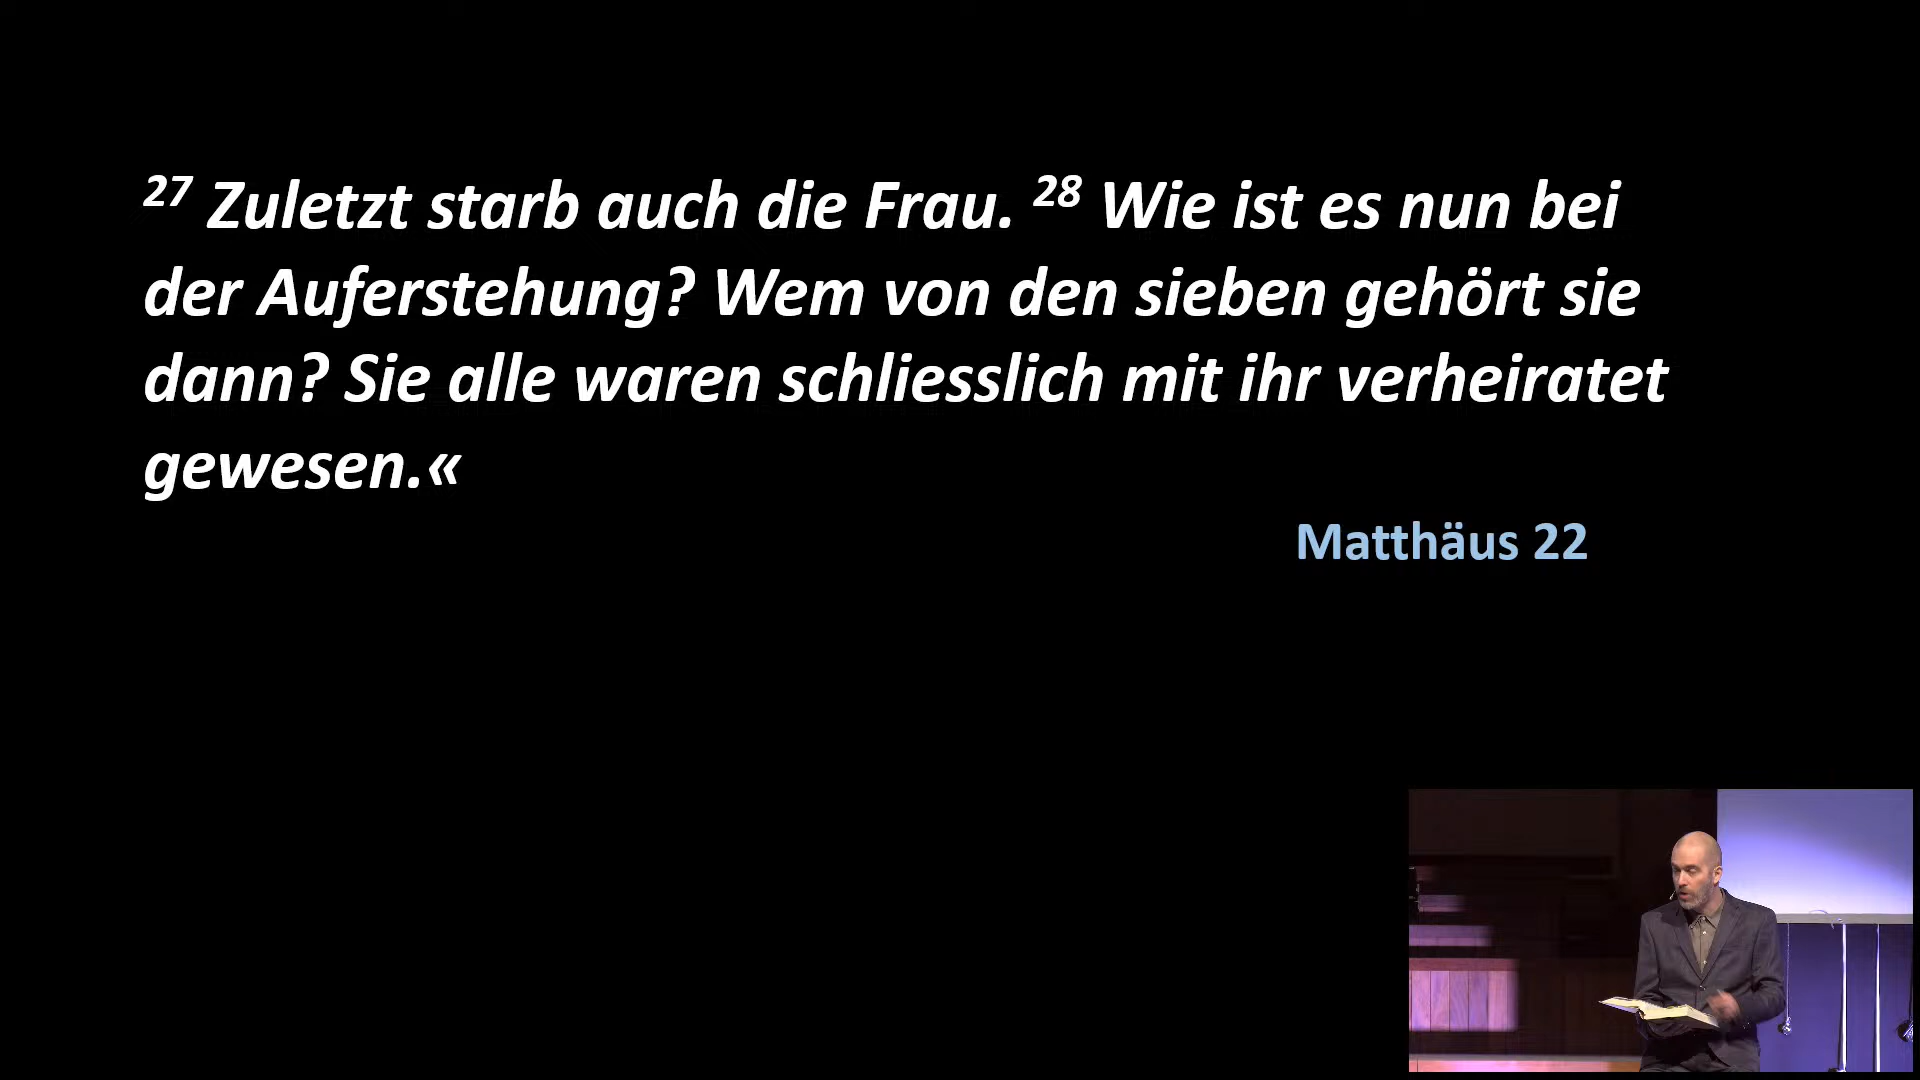 27 Zuletzt starb auch die Frau. 28 Wie ist es nun bei
der Auferstehung? Wem von den sieben gehört sie
dann? Sie alle waren schliesslich mit ihr verheiratet
gewesen.«
Matthäus 22